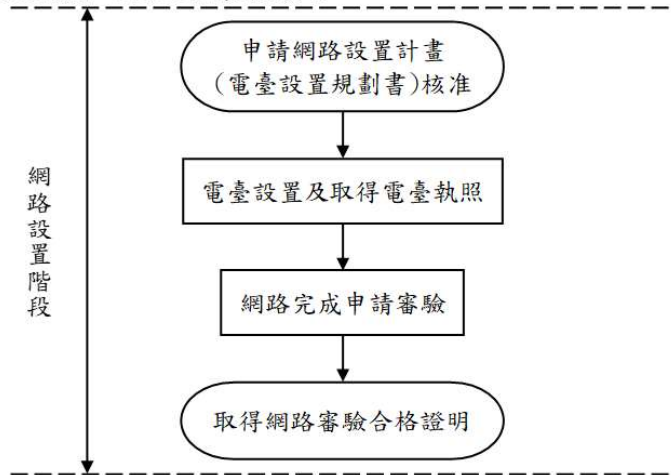 申請網路設置計畫
(電臺設置規劃書)核准
電臺設置及取得電臺執照
網路設置階段
網路完成申請審驗
取得網路審驗合格證明